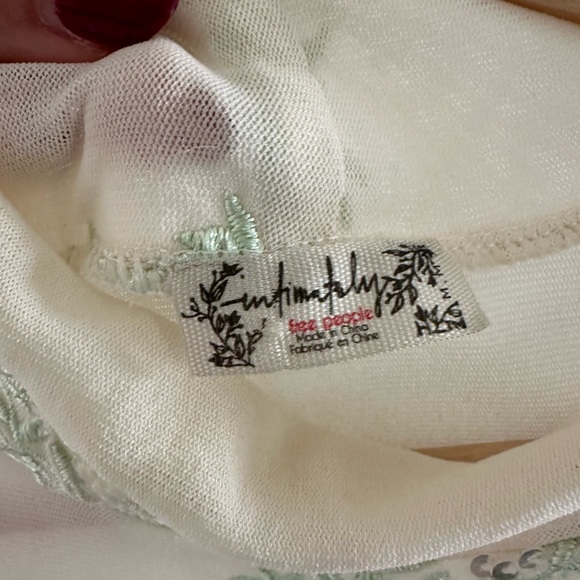 intimately
free people
Made in China
Fabriqué en Chine
M